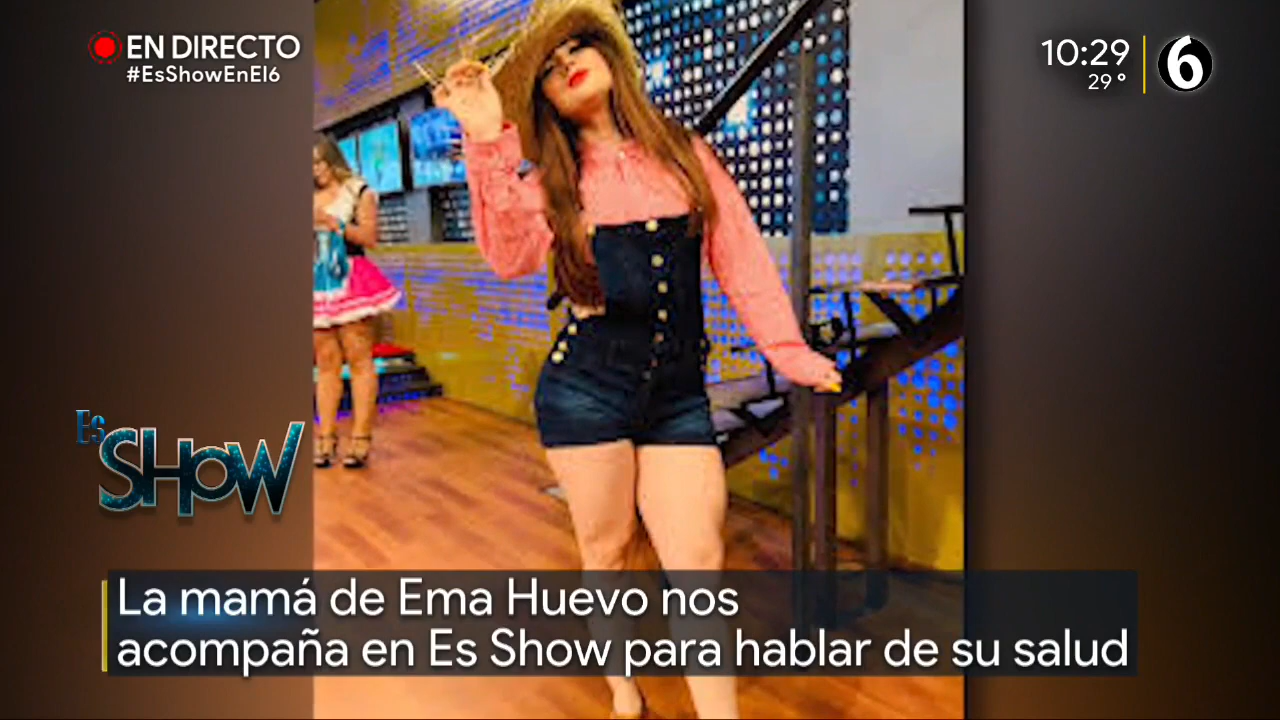 EN DIRECTO
#EsShowEnEl6
10:29
29°
6
Es
SHOW
La mamá de Ema Huevo nos
acompaña en Es Show para hablar de su salud